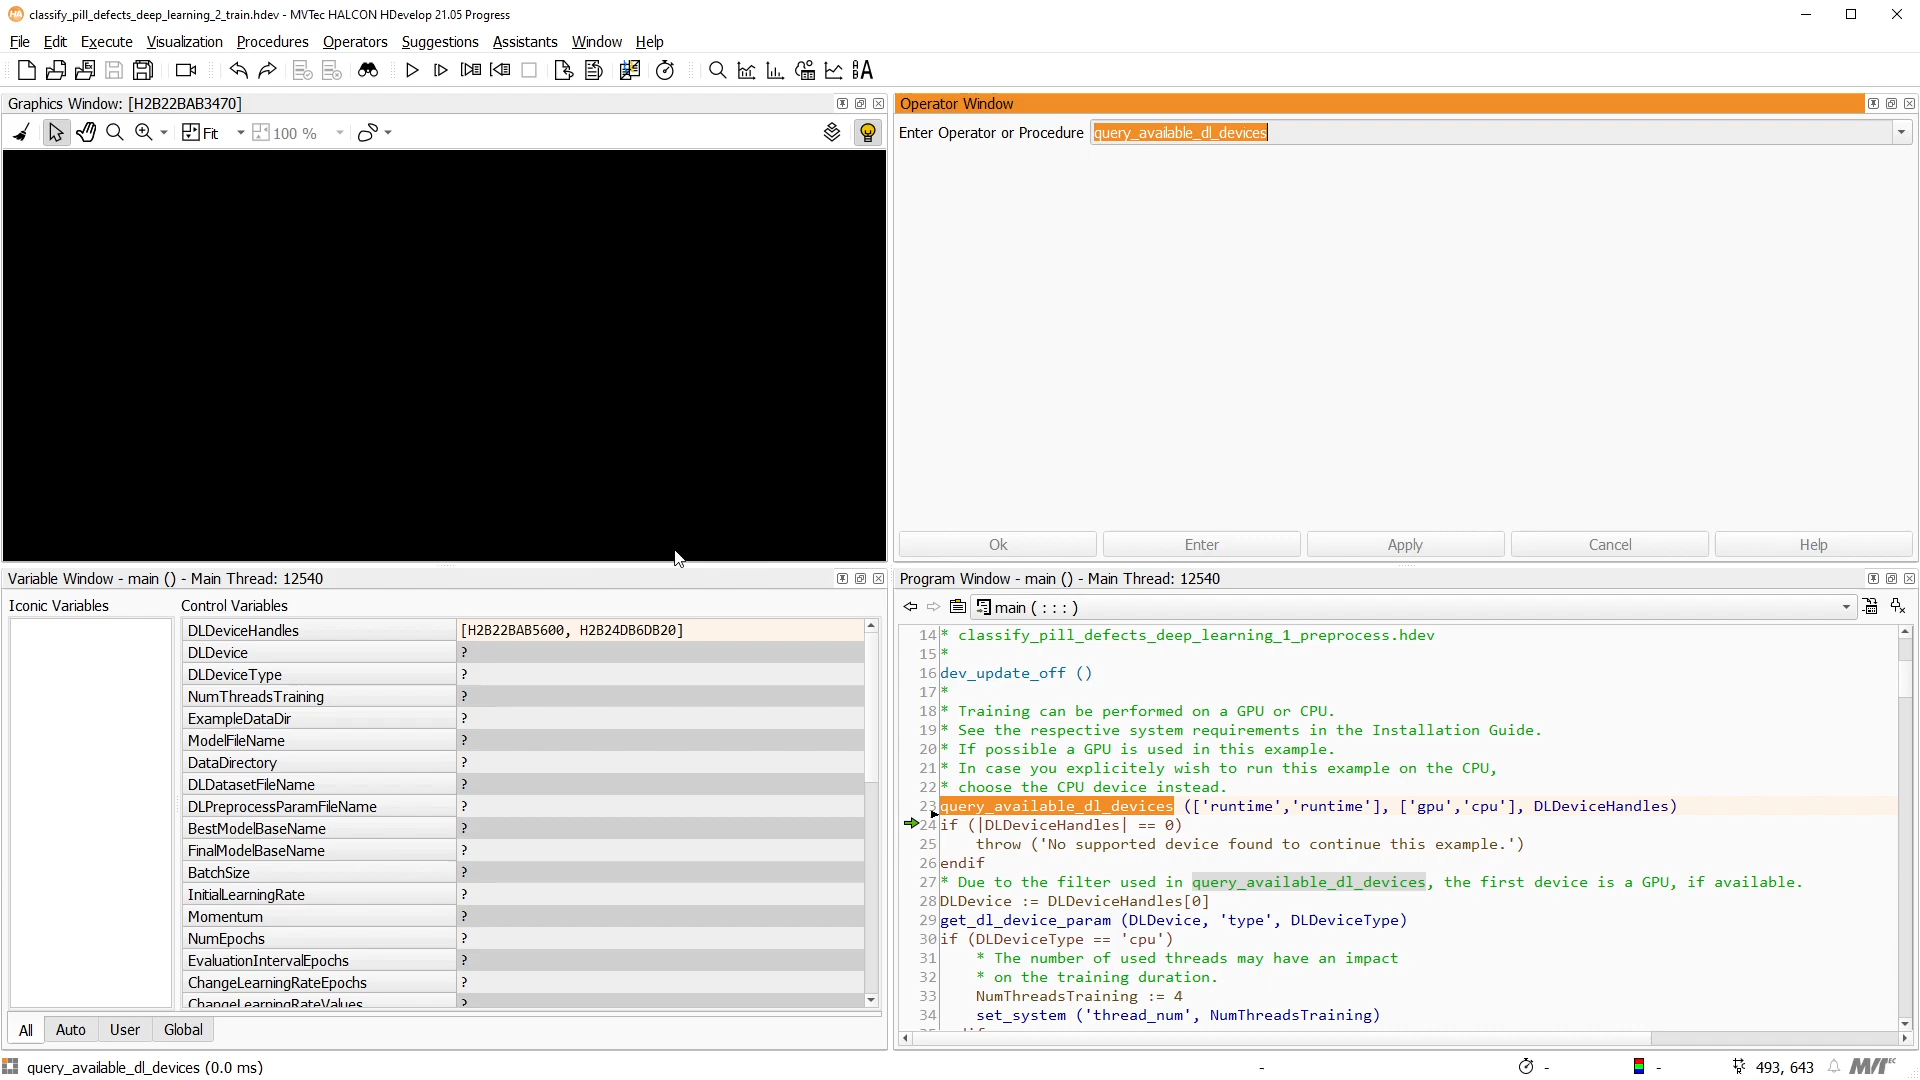 classify_pill_defects_deep_learning_2_train.hdev - MVTec HALCON HDevelop 21.05 Progress
File Edit Execute Visualization Procedures Operators Suggestions Assistants Window Help
Graphics Window: [H2B22BAB3470]
Fit 100 %
Operator Window
Enter Operator or Procedure query_available_dl_devices
Ok Enter Apply Cancel Help
Variable Window - main () - Main Thread: 12540
Iconic Variables Control Variables
DLDeviceHandles [H2B22BAB5600, H2B24DB6DB20]
DLDevice ?
DLDeviceType ?
NumThreadsTraining ?
ExampleDataDir ?
ModelFileName ?
DataDirectory ?
DLDatasetFileName ?
DLPreprocessParamFileName ?
BestModelBaseName ?
FinalModelBaseName ?
BatchSize ?
InitialLearningRate ?
Momentum ?
NumEpochs ?
EvaluationIntervalEpochs ?
ChangeLearningRateEpochs ?
ChangeLearningRateValues ?
All Auto User Global
Program Window - main () - Main Thread: 12540
main ( : : : )
14 * classify_pill_defects_deep_learning_1_preprocess.hdev
15 *
16 dev_update_off ()
17 *
18 * Training can be performed on a GPU or CPU.
19 * See the respective system requirements in the Installation Guide.
20 * If possible a GPU is used in this example.
21 * In case you explicitely wish to run this example on the CPU,
22 * choose the CPU device instead.
23 query_available_dl_devices (['runtime','runtime'], ['gpu','cpu'], DLDeviceHandles)
24 if (|DLDeviceHandles| == 0)
25 throw ('No supported device found to continue this example.')
26 endif
27 * Due to the filter used in query_available_dl_devices, the first device is a GPU, if available.
28 DLDevice := DLDeviceHandles[0]
29 get_dl_device_param (DLDevice, 'type', DLDeviceType)
30 if (DLDeviceType == 'cpu')
31 * The number of used threads may have an impact
32 * on the training duration.
33 NumThreadsTraining := 4
34 set_system ('thread_num', NumThreadsTraining)
query_available_dl_devices (0.0 ms) - - - 493, 643 MVTEC